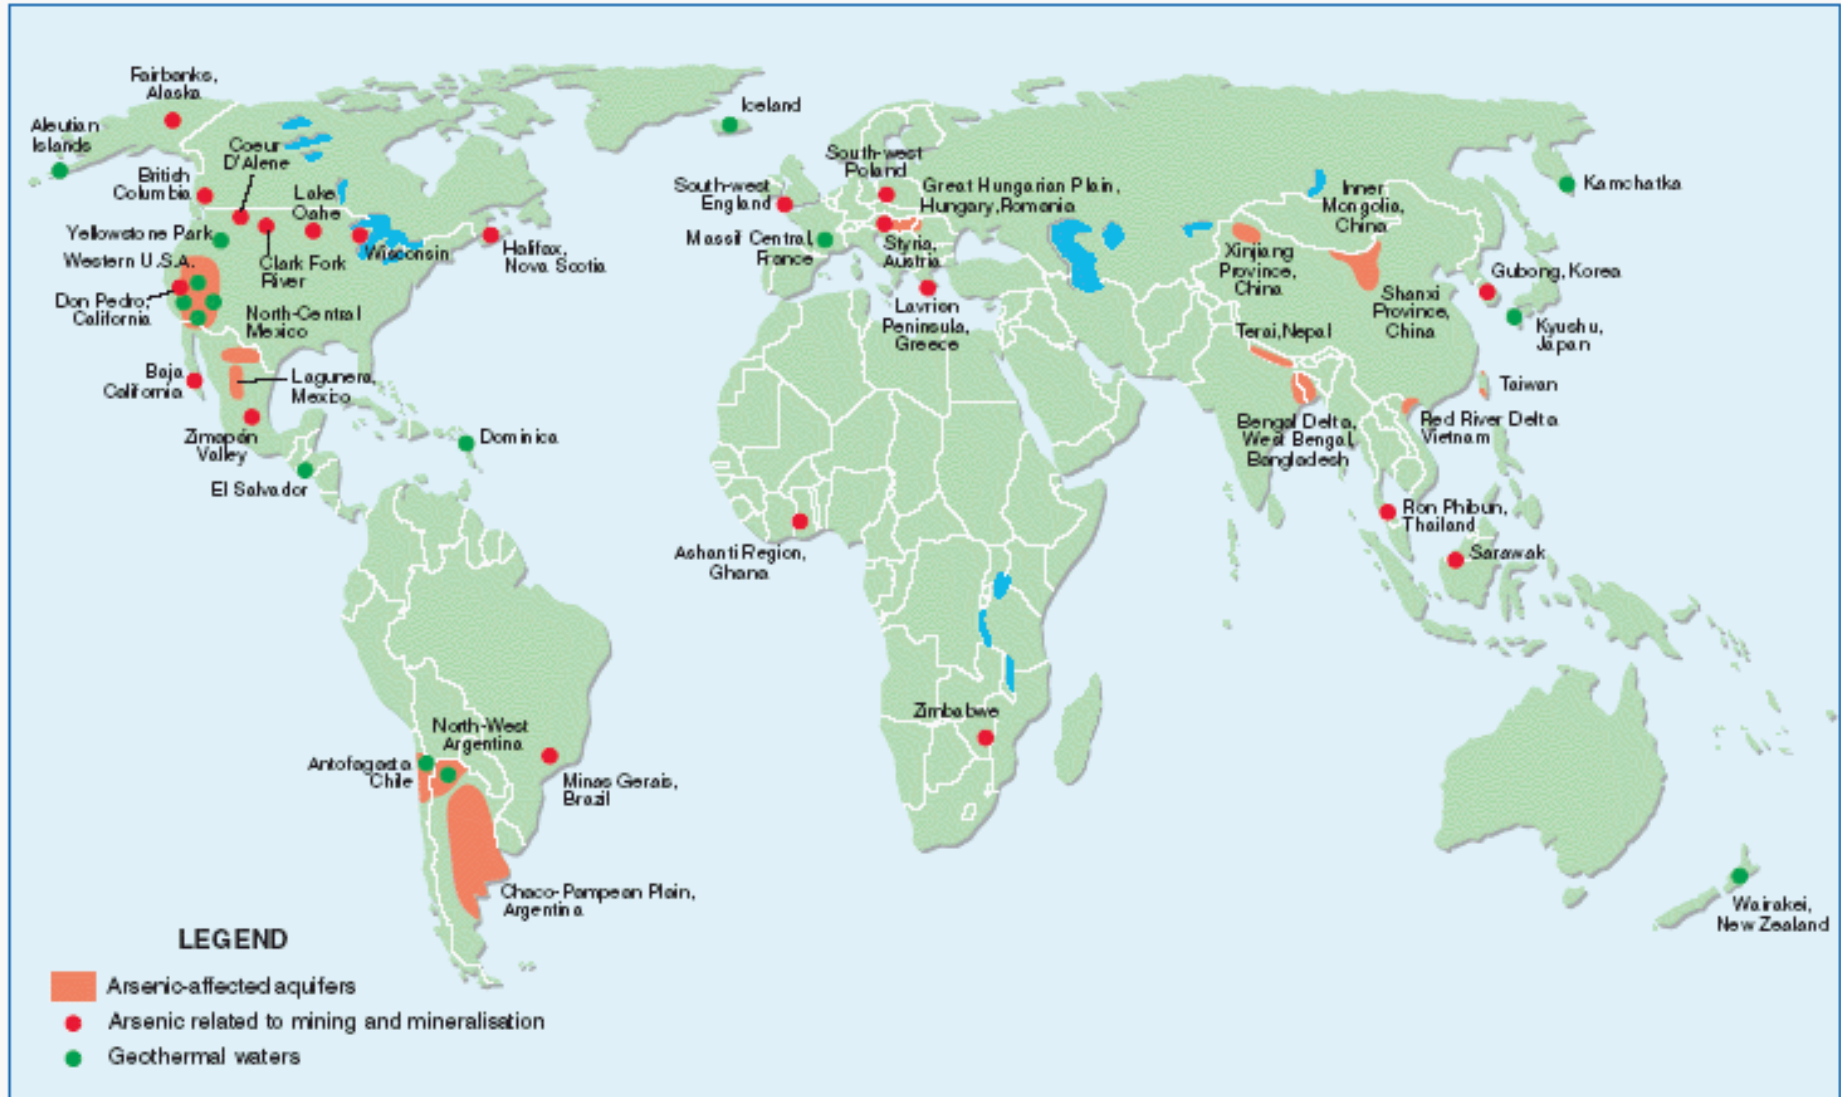 Fairbanks,
Alaska
Aleutian
Islands
Coeur
D'Alene
British
Columbia
Lake
Oahe
Yellowstone Park
Western U.S.A.
Clark Fork
River
Wisconsin
Halifax,
Nova Scotia
Don Pedro,
California
North-Central
Mexico
Baja
California
Lagunera,
Mexico
Zimapán
Valley
Dominica
El Salvador
Iceland
South-west
Poland
South-west
England
Great Hungarian Plain,
Hungary,Romania
Massif Central,
France
Styria,
Austria
Lavrion
Peninsula,
Greece
Kamchatka
Inner
Mongolia,
China
Xinjiang
Province,
China
Gubong, Korea
Shanxi
Province,
China
Kyushu,
Japan
Terai,Nepal
Taiwan
Bengal Delta,
West Bengal,
Bangladesh
Red River Delta
Vietnam
Ron Phibun,
Thailand
Sarawak
Ashanti Region,
Ghana
Zimbabwe
North-West
Argentina
Antofagasta
Chile
Minas Gerais,
Brazil
Chaco-Pampean Plain,
Argentina
Wairakei,
New Zealand
LEGEND
Arsenic-affected aquifers
Arsenic related to mining and mineralisation
Geothermal waters